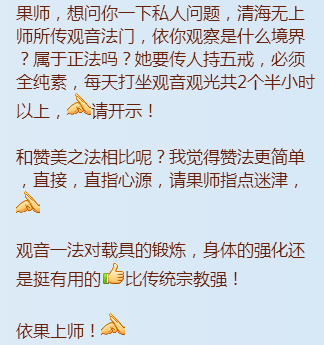 果师，想问你一下私人问题，清海无上
师所传观音法门，依你观察是什么境界
？属于正法吗？她要传人持五戒，必须
全纯素，每天打坐观音观光共2个半小时
以上，请开示！
和赞美之法相比呢？我觉得赞法更简单
，直接，直指心源，请果师指点迷津，
观音一法对载具的锻炼，身体的强化还
是挺有用的比传统宗教强！
依果上师！